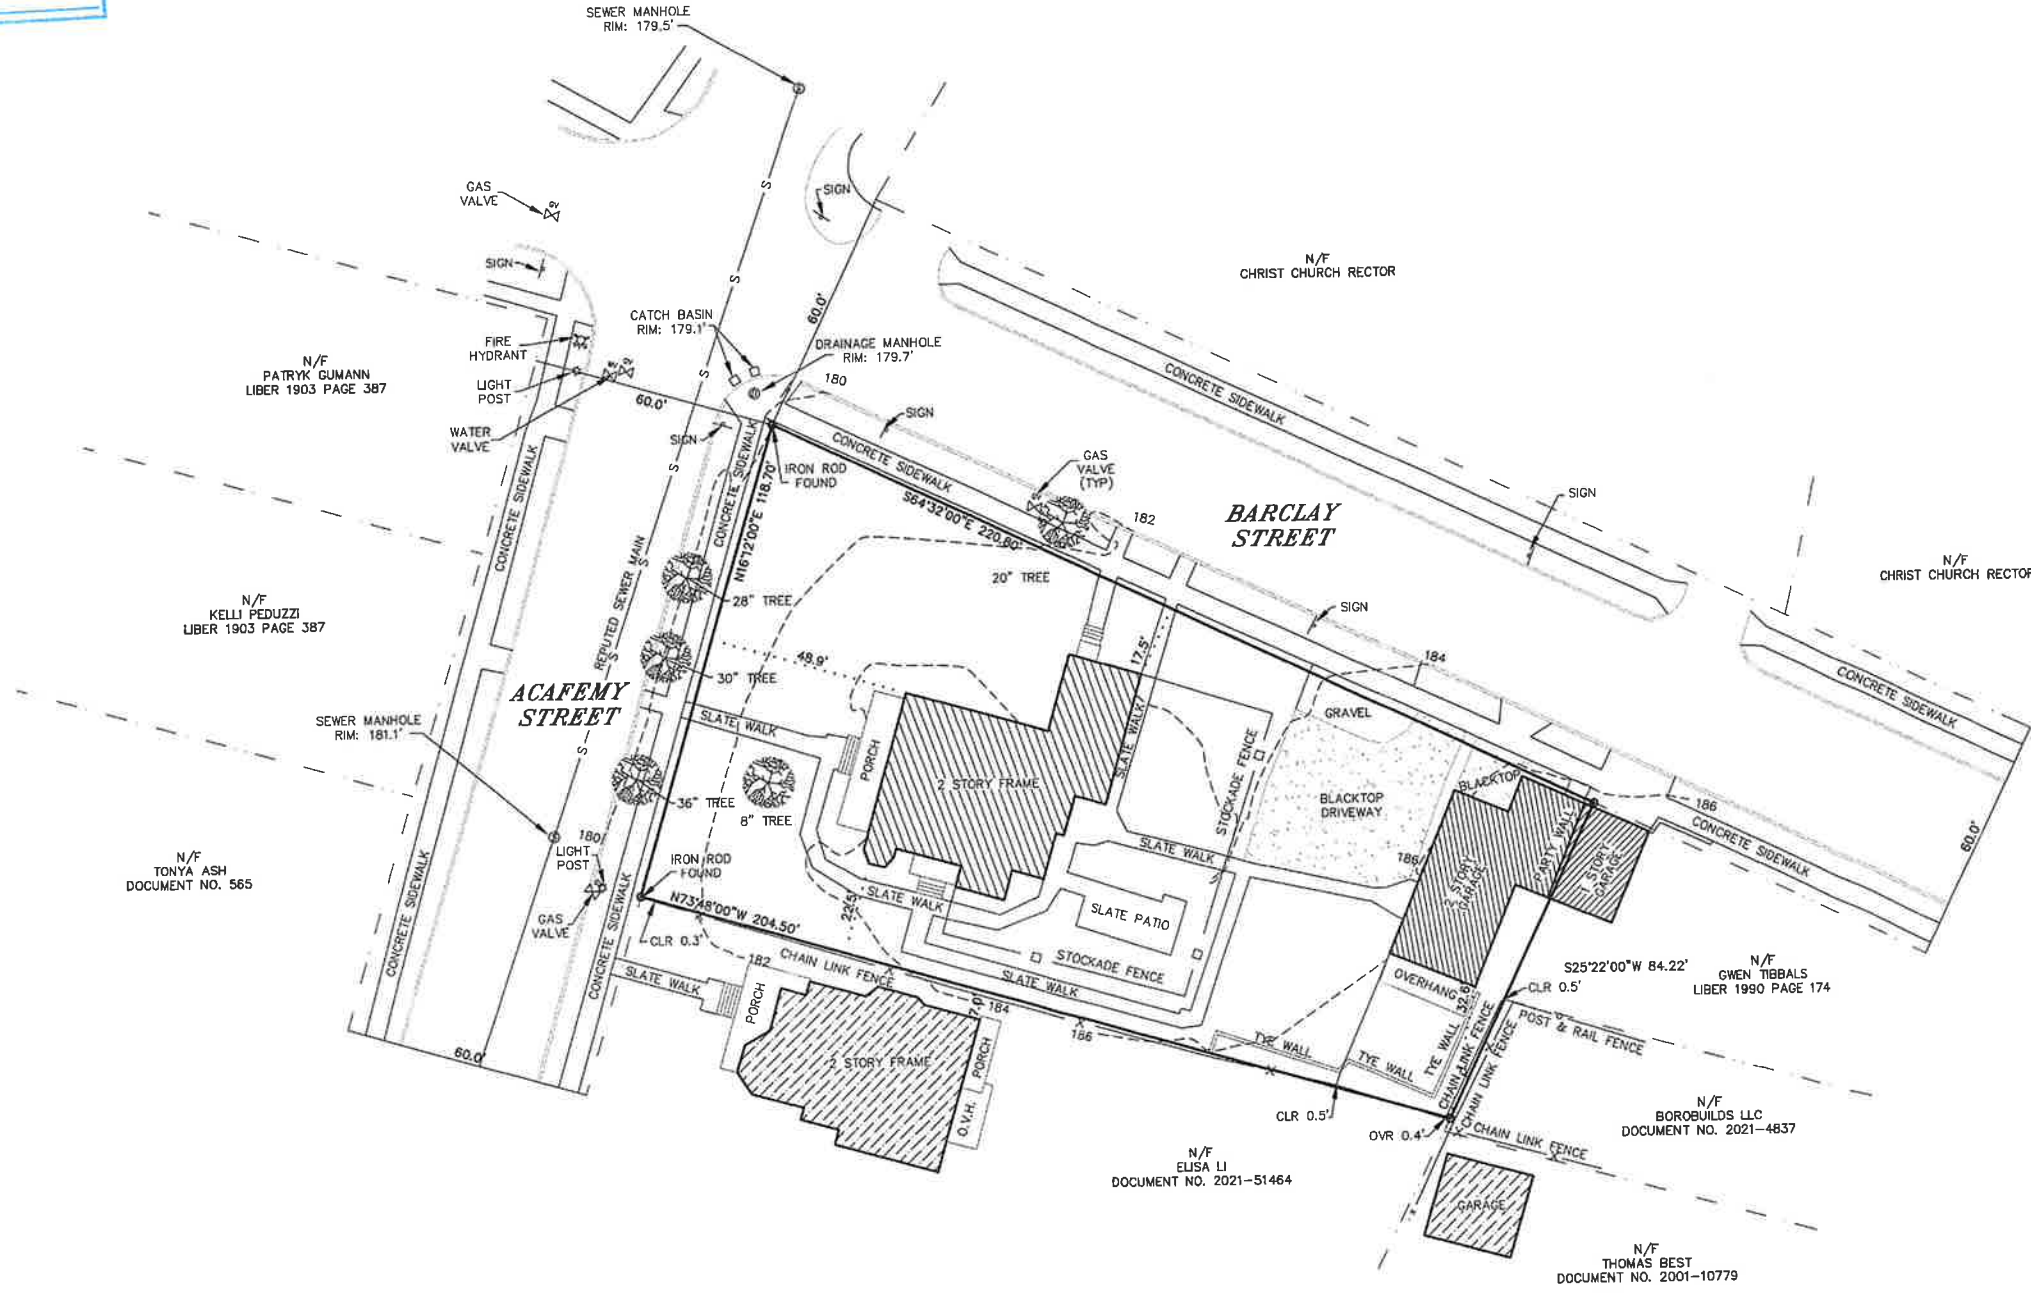 SEWER MANHOLE
RIM: 179.5'
GAS
VALVE
SIGN
SIGN
N/F
CHRIST CHURCH RECTOR
60.0'
CATCH BASIN
RIM: 179.1'
DRAINAGE MANHOLE
RIM: 179.7'
FIRE
HYDRANT
N/F
PATRYK GUMANN
LIBER 1903 PAGE 387
LIGHT
POST
WATER
VALVE
60.0'
180
SIGN
SIGN
CONCRETE SIDEWALK
CONCRETE SIDEWALK
IRON ROD
FOUND
GAS
VALVE
(TYP)
SIGN
182
BARCLAY
STREET
S64°32'00"E 220.80'
N16°12'00"E 118.70'
CONCRETE SIDEWALK
CONCRETE SIDEWALK
N/F
CHRIST CHURCH RECTOR
20" TREE
28" TREE
SIGN
N/F
KELLI PEDUZZI
LIBER 1903 PAGE 387
REPUTED SEWER MAIN
S
S
S
S
S
S
S
S
48.9'
17.5'
184
30" TREE
ACAFEMY
STREET
SEWER MANHOLE
RIM: 181.1'
SLATE WALK
PORCH
2 STORY FRAME
SLATE WALK
STOCKADE FENCE
GRAVEL
BLACKTOP
DRIVEWAY
BLACKTOP
CONCRETE SIDEWALK
36" TREE
8" TREE
180
LIGHT
POST
186
CONCRETE SIDEWALK
60.0'
SLATE WALK
186
2 STORY
GARAGE
PARTY WALL
1 STORY
GARAGE
N/F
TONYA ASH
DOCUMENT NO. 565
IRON ROD
FOUND
GAS
VALVE
N73°48'00"W 204.50'
22.5'
SLATE WALK
SLATE PATIO
CLR 0.3'
182
CHAIN LINK FENCE
STOCKADE FENCE
SLATE WALK
OVERHANG
32.6'
S25°22'00"W 84.22'
N/F
GWEN TIBBALS
LIBER 1990 PAGE 174
CLR 0.5'
CONCRETE SIDEWALK
CONCRETE SIDEWALK
SLATE WALK
PORCH
7.0'
184
186
TYE WALL
TYE WALL
TYE WALL
CHAIN LINK FENCE
CHAIN LINK FENCE
POST & RAIL FENCE
60.0'
2 STORY FRAME
PORCH
O.V.H.
CLR 0.5'
OVR 0.4'
CHAIN LINK FENCE
N/F
BOROBUILDS LLC
DOCUMENT NO. 2021-4837
N/F
ELISA LI
DOCUMENT NO. 2021-51464
GARAGE
N/F
THOMAS BEST
DOCUMENT NO. 2001-10779